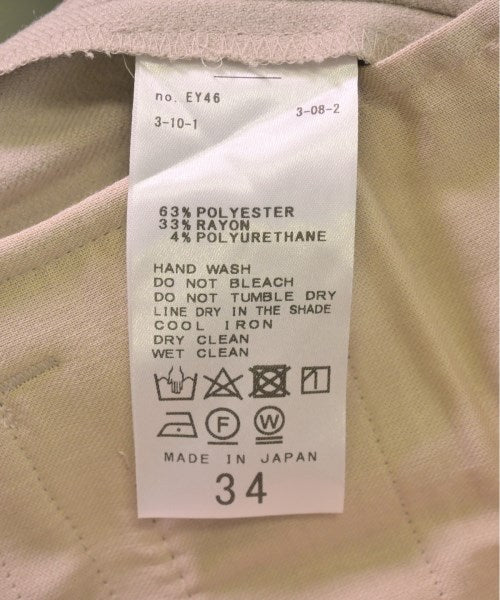 no. EY46
3-10-1 3-08-2
63% POLYESTER
33% RAYON
4% POLYURETHANE
HAND WASH
DO NOT BLEACH
DO NOT TUMBLE DRY
LINE DRY IN THE SHADE
COOL IRON
DRY CLEAN
WET CLEAN
F W
MADE IN JAPAN
34